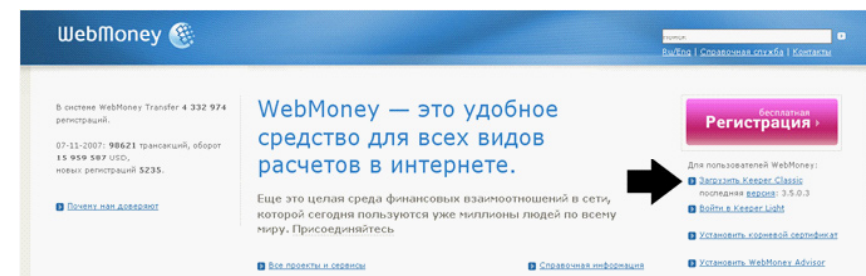 WebMoney
поиск
Ru/Eng | Справочная служба | Контакты
В системе WebMoney Transfer 4 332 974
регистраций.
07-11-2007: 98621 трансакций, оборот
15 959 587 USD,
новых регистраций 5235.
Почему нам доверяют
WebMoney — это удобное
средство для всех видов
расчетов в интернете.
Еще это целая среда финансовых взаимоотношений в сети,
которой сегодня пользуются уже миллионы людей по всему
миру. Присоединяйтесь
Все проекты и сервисы
Справочная информация
бесплатная
Регистрация
Для пользователей WebMoney:
Загрузить Keeper Classic
последняя версия: 3.5.0.3
Войти в Keeper Light
Установить корневой сертификат
Установить WebMoney Advisor